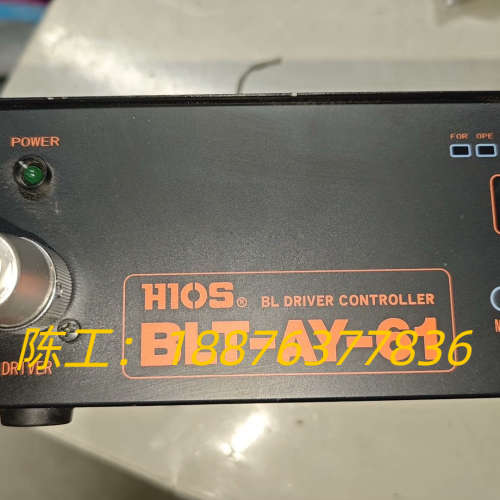 POWER
FOR OPE
HIOS® BL DRIVER CONTROLLER
BLT-AY-61
陈工：18876377836
DRIVER
M